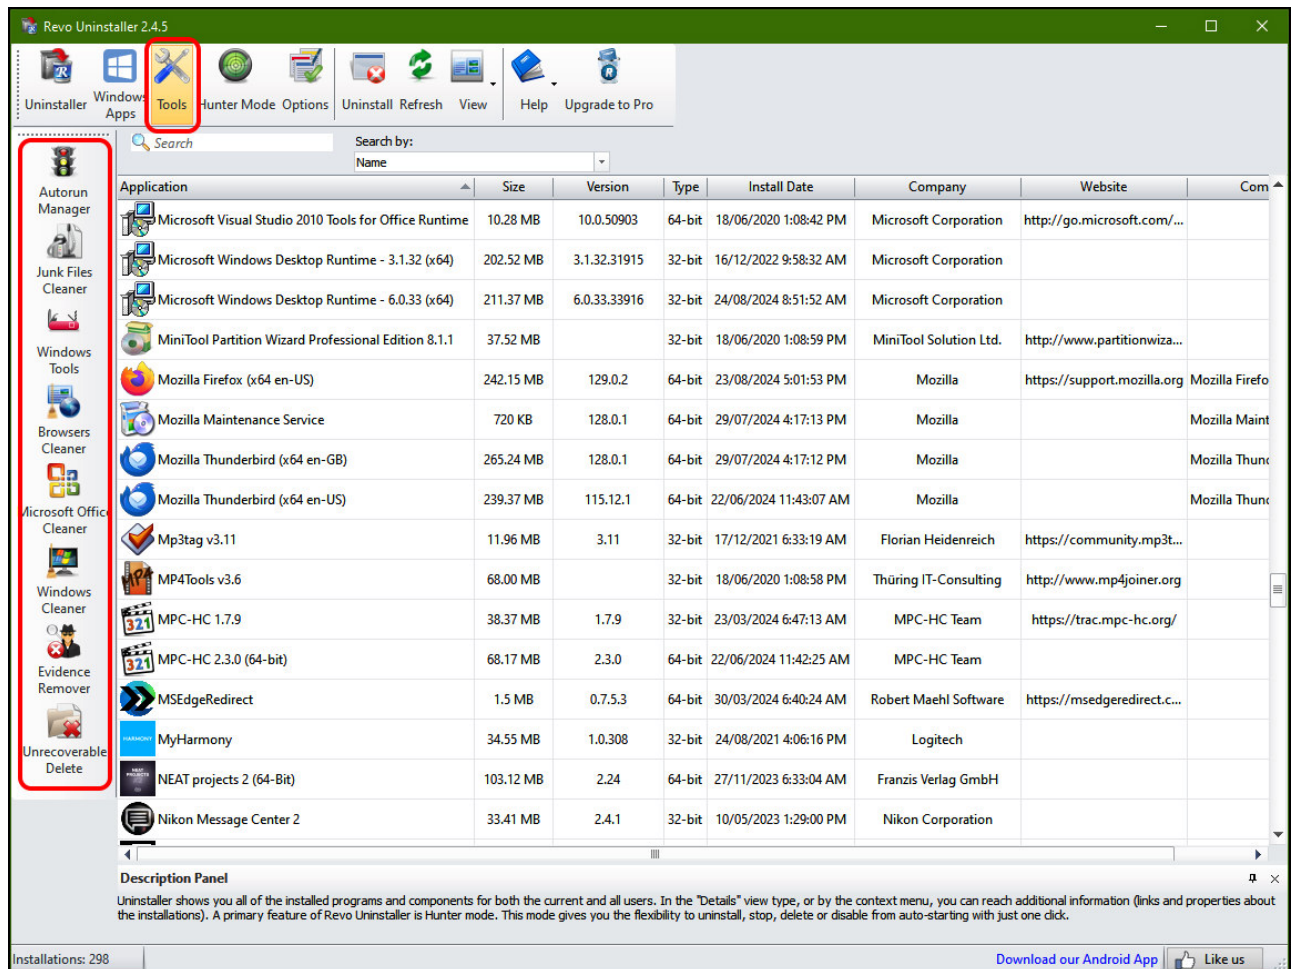 Revo Uninstaller 2.4.5
Uninstaller
Windows Apps
Tools
Hunter Mode
Options
Uninstall
Refresh
View
Help
Upgrade to Pro
Autorun
Manager
Junk Files
Cleaner
Windows
Tools
Browsers
Cleaner
Microsoft Office
Cleaner
Windows
Cleaner
Evidence
Remover
Unrecoverable
Delete
Search
Search by:
Name
Application Size Version Type Install Date Company Website Com
Microsoft Visual Studio 2010 Tools for Office Runtime 10.28 MB 10.0.50903 64-bit 18/06/2020 1:08:42 PM Microsoft Corporation http://go.microsoft.com/...
Microsoft Windows Desktop Runtime - 3.1.32 (x64) 202.52 MB 3.1.32.31915 32-bit 16/12/2022 9:58:32 AM Microsoft Corporation
Microsoft Windows Desktop Runtime - 6.0.33 (x64) 211.37 MB 6.0.33.33916 32-bit 24/08/2024 8:51:52 AM Microsoft Corporation
MiniTool Partition Wizard Professional Edition 8.1.1 37.52 MB 32-bit 18/06/2020 1:08:59 PM MiniTool Solution Ltd. http://www.partitionwiza...
Mozilla Firefox (x64 en-US) 242.15 MB 129.0.2 64-bit 23/08/2024 5:01:53 PM Mozilla https://support.mozilla.org Mozilla Firefo
Mozilla Maintenance Service 720 KB 128.0.1 64-bit 29/07/2024 4:17:13 PM Mozilla Mozilla Maint
Mozilla Thunderbird (x64 en-GB) 265.24 MB 128.0.1 64-bit 29/07/2024 4:17:12 PM Mozilla Mozilla Thund
Mozilla Thunderbird (x64 en-US) 239.37 MB 115.12.1 64-bit 22/06/2024 11:43:07 AM Mozilla Mozilla Thund
Mp3tag v3.11 11.96 MB 3.11 32-bit 17/12/2021 6:33:19 AM Florian Heidenreich https://community.mp3t...
MP4Tools v3.6 68.00 MB 32-bit 18/06/2020 1:08:58 PM Thüring IT-Consulting http://www.mp4joiner.org
MPC-HC 1.7.9 38.37 MB 1.7.9 32-bit 23/03/2024 6:47:13 AM MPC-HC Team https://trac.mpc-hc.org/
MPC-HC 2.3.0 (64-bit) 68.17 MB 2.3.0 64-bit 22/06/2024 11:42:25 AM MPC-HC Team
MSEdgeRedirect 1.5 MB 0.7.5.3 64-bit 30/03/2024 6:40:24 AM Robert Maehl Software https://msedgeredirect.c...
MyHarmony 34.55 MB 1.0.308 32-bit 24/08/2021 4:06:16 PM Logitech
NEAT projects 2 (64-Bit) 103.12 MB 2.24 64-bit 27/11/2023 6:33:04 AM Franzis Verlag GmbH
Nikon Message Center 2 33.41 MB 2.4.1 32-bit 10/05/2023 1:29:00 PM Nikon Corporation
Description Panel
Uninstaller shows you all of the installed programs and components for both the current and all users. In the "Details" view type, or by the context menu, you can reach additional information (links and properties about
the installations). A primary feature of Revo Uninstaller is Hunter mode. This mode gives you the flexibility to uninstall, stop, delete or disable from auto-starting with just one click.
Installations: 298
Download our Android App
Like us